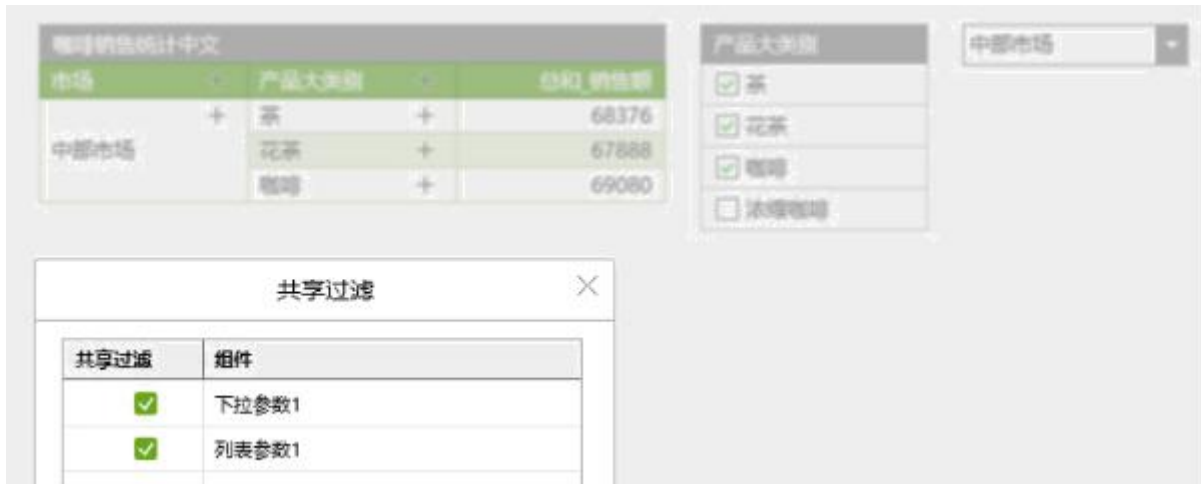 咖啡销售统计中文
市场 产品大类别 总和_销售额
中部市场 茶 68376
花茶 67888
咖啡 69080
产品大类别
茶
花茶
咖啡
浓缩咖啡
中部市场
共享过滤
共享过滤 组件
下拉参数1
列表参数1